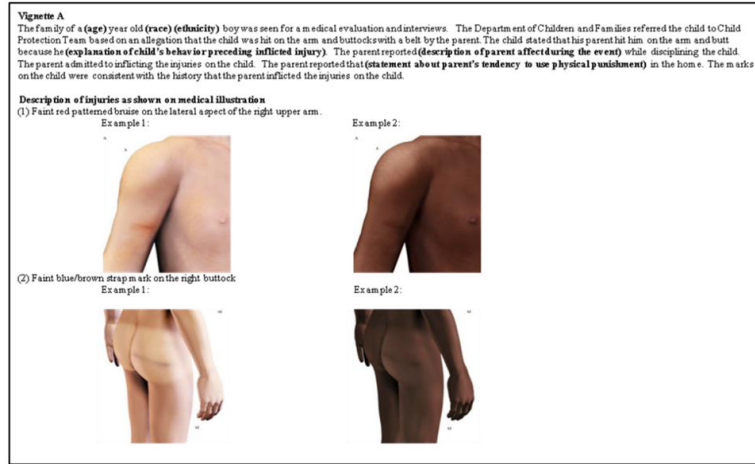 Vignette A
The family of a (age) year old (race) (ethnicity) boy was seen for a medical evaluation and interviews. The Department of Children and Families referred the child to Child
Protection Team based on an allegation that the child was hit on the arm and buttocks with a belt by the parent. The child stated that his parent hit him on the arm and butt
because he (explanation of child's behavior preceding inflicted injury). The parent reported (description of parent affect during the event) while disciplining the child.
The parent admitted to inflicting the injuries on the child. The parent reported that (statement about parent's tendency to use physical punishment) in the home. The marks
on the child were consistent with the history that the parent inflicted the injuries on the child.
Description of injuries as shown on medical illustration
(1) Faint red patterned bruise on the lateral aspect of the right upper arm.
Example 1: Example 2:
(2) Faint blue/brown strap mark on the right buttock
Example 1: Example 2: